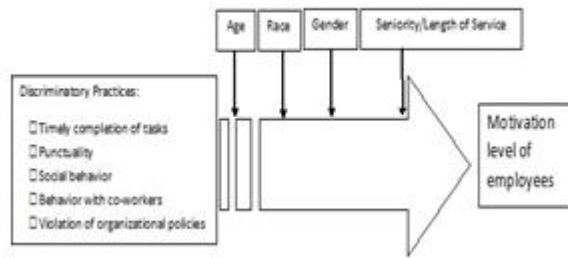 Age
Race
Gender
Seniority/Length of Service
Discriminatory Practices:
Timely completion of tasks
Punctuality
Social behavior
Behavior with co-workers
Violation of organizational policies
Motivation
level of
employees